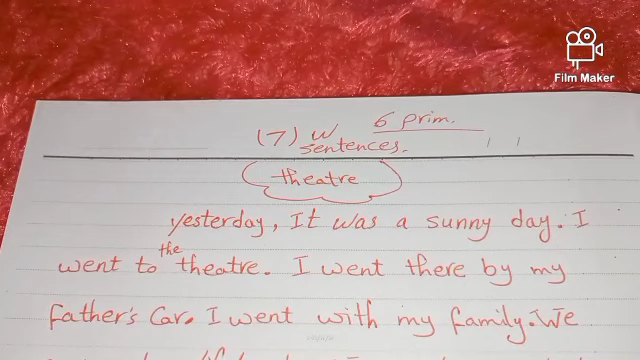 Film Maker
6 prim.
(7) w
sentences.
theatre
yesterday, It was a sunny day. I
went to the theatre. I went there by my
Father's Car. I went with my family. We